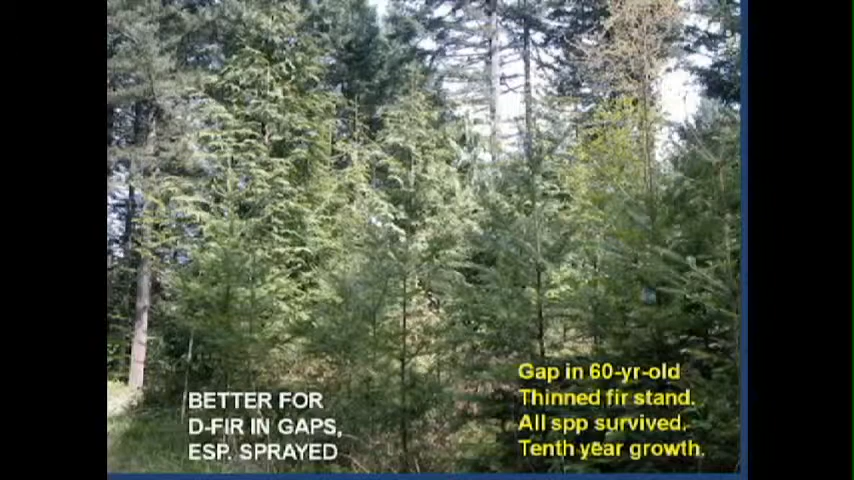 BETTER FOR
D-FIR IN GAPS,
ESP. SPRAYED
Gap in 60-yr-old
Thinned fir stand.
All spp survived.
Tenth year growth.